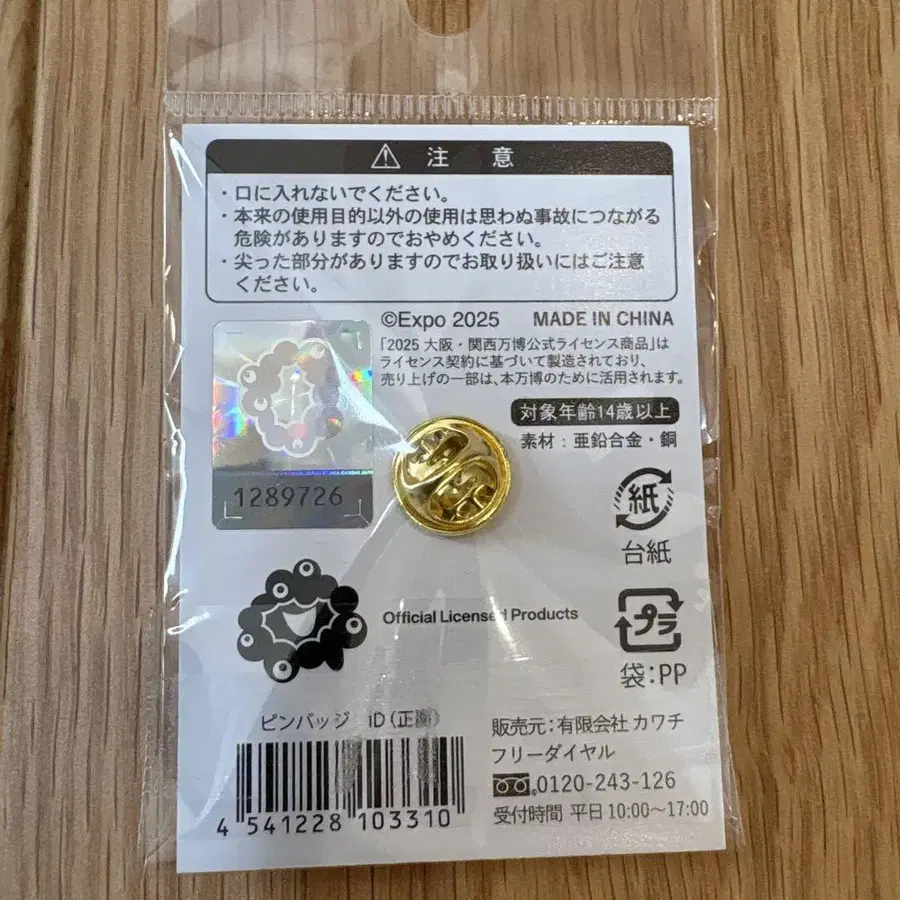 注 意
・口に入れないでください。
・本来の使用目的以外の使用は思わぬ事故につながる
危険がありますのでおやめください。
・尖った部分がありますのでお取り扱いにはご注意
ください。
©Expo 2025 MADE IN CHINA
「2025 大阪・関西万博公式ライセンス商品」は
ライセンス契約に基づいて製造されており、
売り上げの一部は、本万博のために活用されます。
対象年齢14歳以上
素材：亜鉛合金・銅
1289726
紙
台紙
Official Licensed Products
プラ
袋：PP
ピンバッジ iD（正面）
4 541228 103310
販売元：有限会社 カワチ
フリーダイヤル
0120-243-126
受付時間 平日 10:00～17:00